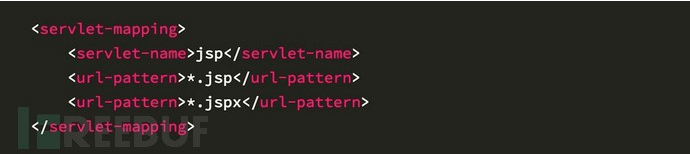 <servlet-mapping>
    <servlet-name>jsp</servlet-name>
    <url-pattern>*.jsp</url-pattern>
    <url-pattern>*.jspx</url-pattern>
</servlet-mapping>
REEBUF